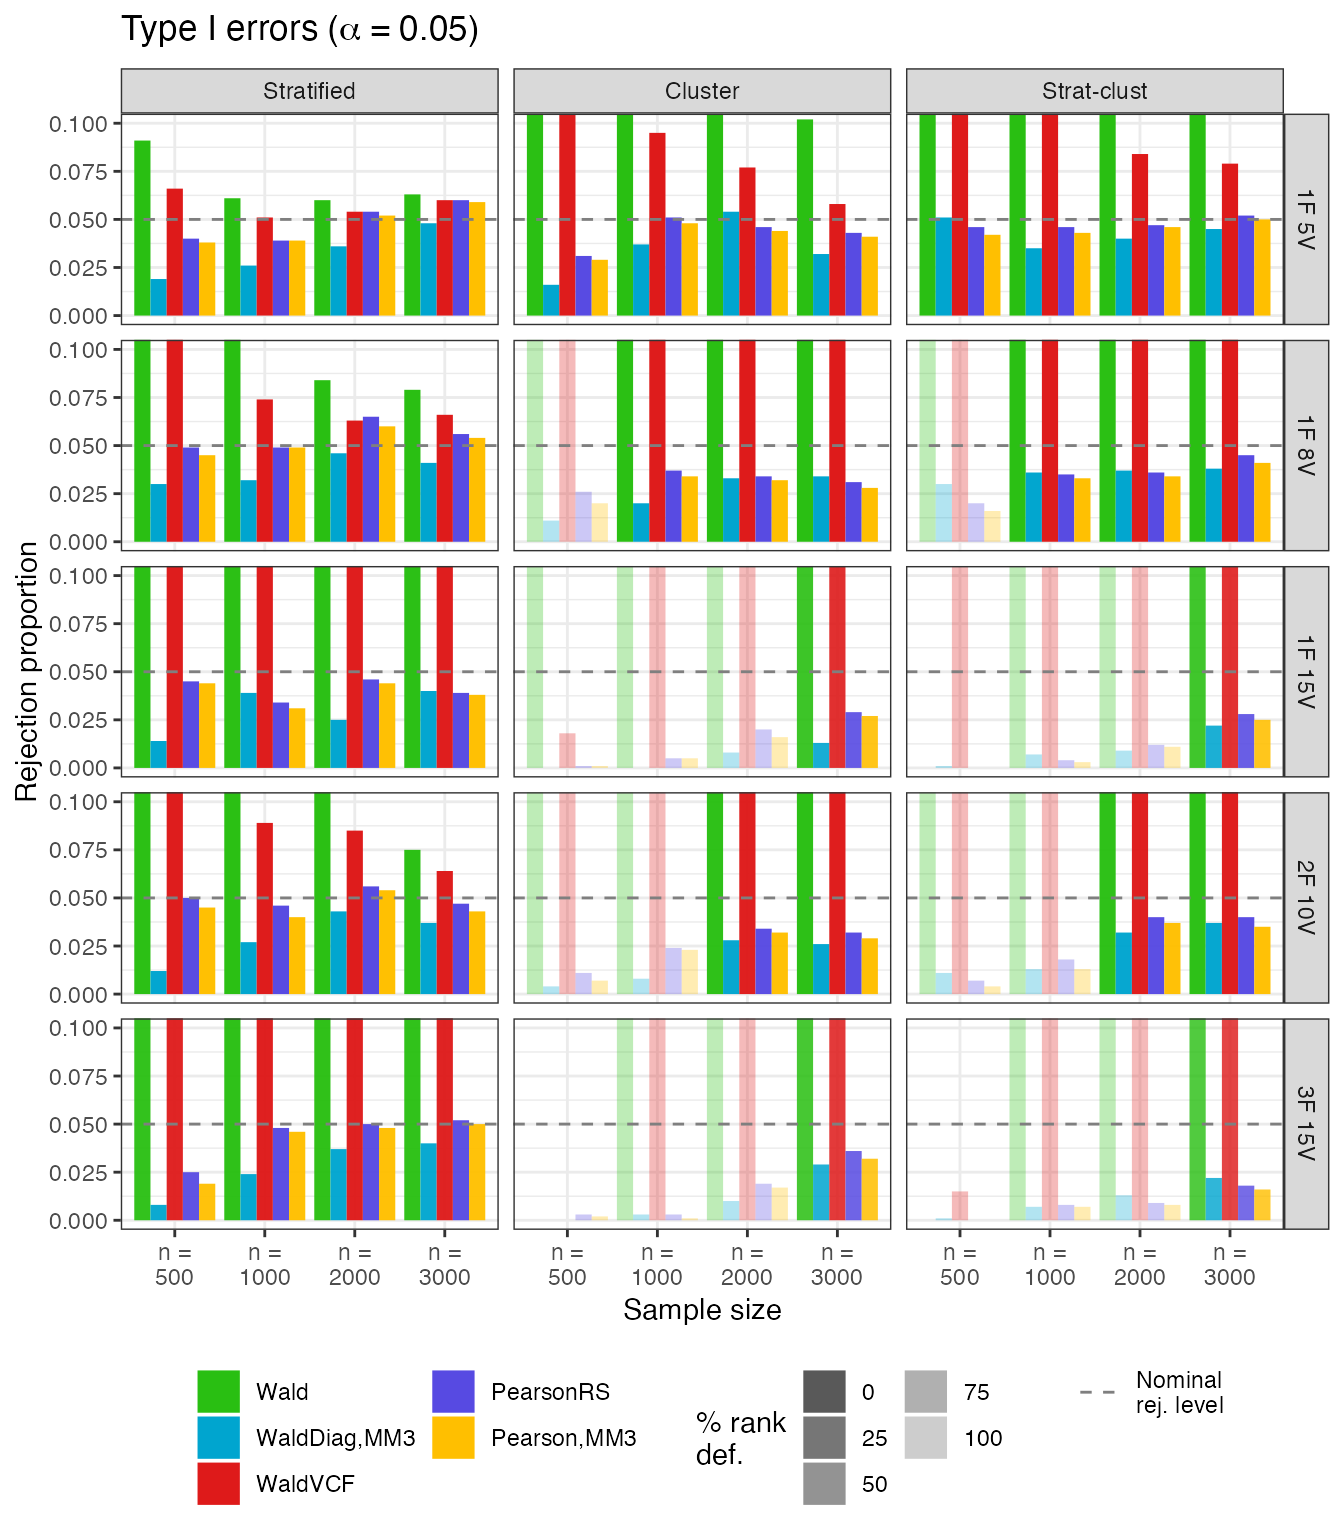 Type I errors (α = 0.05)
Stratified
Cluster
Strat-clust
Rejection proportion
0.100
0.075
0.050
0.025
0.000
1F 5V
0.100
0.075
0.050
0.025
0.000
1F 8V
0.100
0.075
0.050
0.025
0.000
1F 15V
0.100
0.075
0.050
0.025
0.000
2F 10V
0.100
0.075
0.050
0.025
0.000
3F 15V
n =
500
n =
1000
n =
2000
n =
3000
n =
500
n =
1000
n =
2000
n =
3000
n =
500
n =
1000
n =
2000
n =
3000
Sample size
Wald
WaldDiag,MM3
WaldVCF
PearsonRS
Pearson,MM3
% rank
def.
0
25
50
75
100
Nominal
rej. level